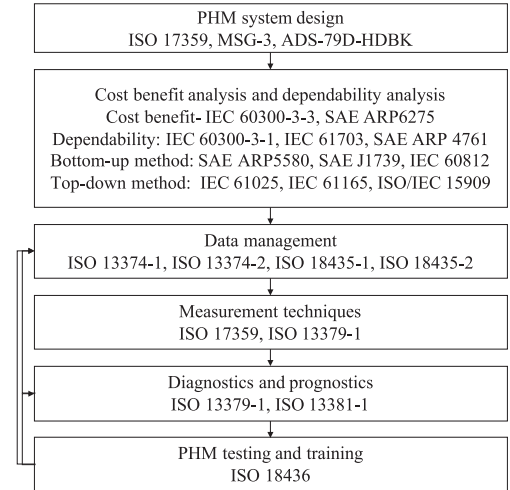 PHM system design
ISO 17359, MSG-3, ADS-79D-HDBK
Cost benefit analysis and dependability analysis
Cost benefit- IEC 60300-3-3, SAE ARP6275
Dependability: IEC 60300-3-1, IEC 61703, SAE ARP 4761
Bottom-up method: SAE ARP5580, SAE J1739, IEC 60812
Top-down method: IEC 61025, IEC 61165, ISO/IEC 15909
Data management
ISO 13374-1, ISO 13374-2, ISO 18435-1, ISO 18435-2
Measurement techniques
ISO 17359, ISO 13379-1
Diagnostics and prognostics
ISO 13379-1, ISO 13381-1
PHM testing and training
ISO 18436